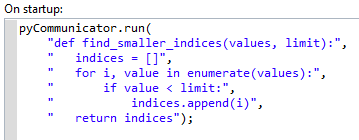 On startup:
pyCommunicator.run(
    "def find_smaller_indices(values, limit):",
    "   indices = []",
    "   for i, value in enumerate(values):",
    "       if value < limit:",
    "           indices.append(i)",
    "   return indices");